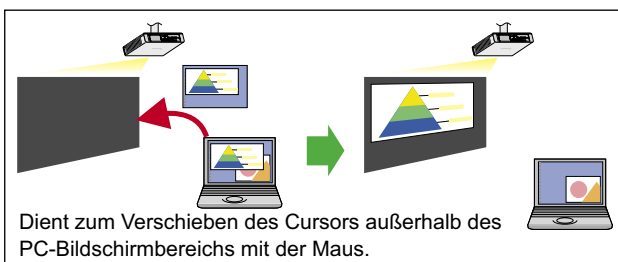 Dient zum Verschieben des Cursors außerhalb des
PC-Bildschirmbereichs mit der Maus.